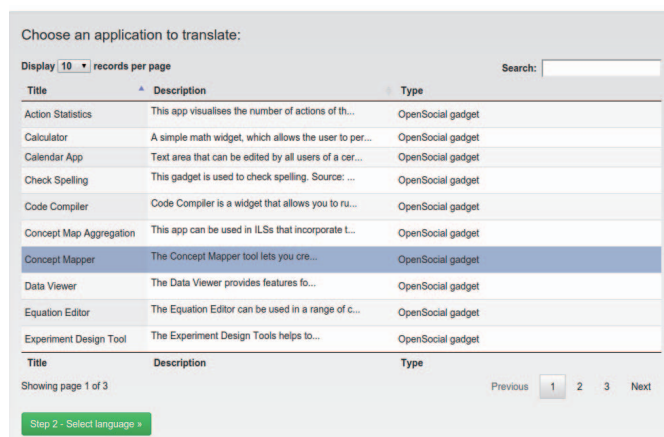 Choose an application to translate:
Display 10 records per page Search:
Title Description Type
Action Statistics This app visualises the number of actions of th... OpenSocial gadget
Calculator A simple math widget, which allows the user to per... OpenSocial gadget
Calendar App Text area that can be edited by all users of a cer... OpenSocial gadget
Check Spelling This gadget is used to check spelling. Source: ... OpenSocial gadget
Code Compiler Code Compiler is a widget that allows you to ru... OpenSocial gadget
Concept Map Aggregation This app can be used in ILSs that incorporate t... OpenSocial gadget
Concept Mapper The Concept Mapper tool lets you cre... OpenSocial gadget
Data Viewer The Data Viewer provides features fo... OpenSocial gadget
Equation Editor The Equation Editor can be used in a range of c... OpenSocial gadget
Experiment Design Tool The Experiment Design Tools helps to... OpenSocial gadget
Title Description Type
Showing page 1 of 3 Previous 1 2 3 Next
Step 2 - Select language »